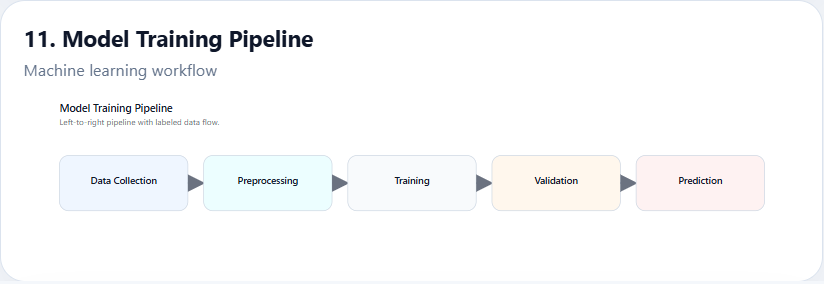 11. Model Training Pipeline
Machine learning workflow
Model Training Pipeline
Left-to-right pipeline with labeled data flow.
Data Collection
Preprocessing
Training
Validation
Prediction